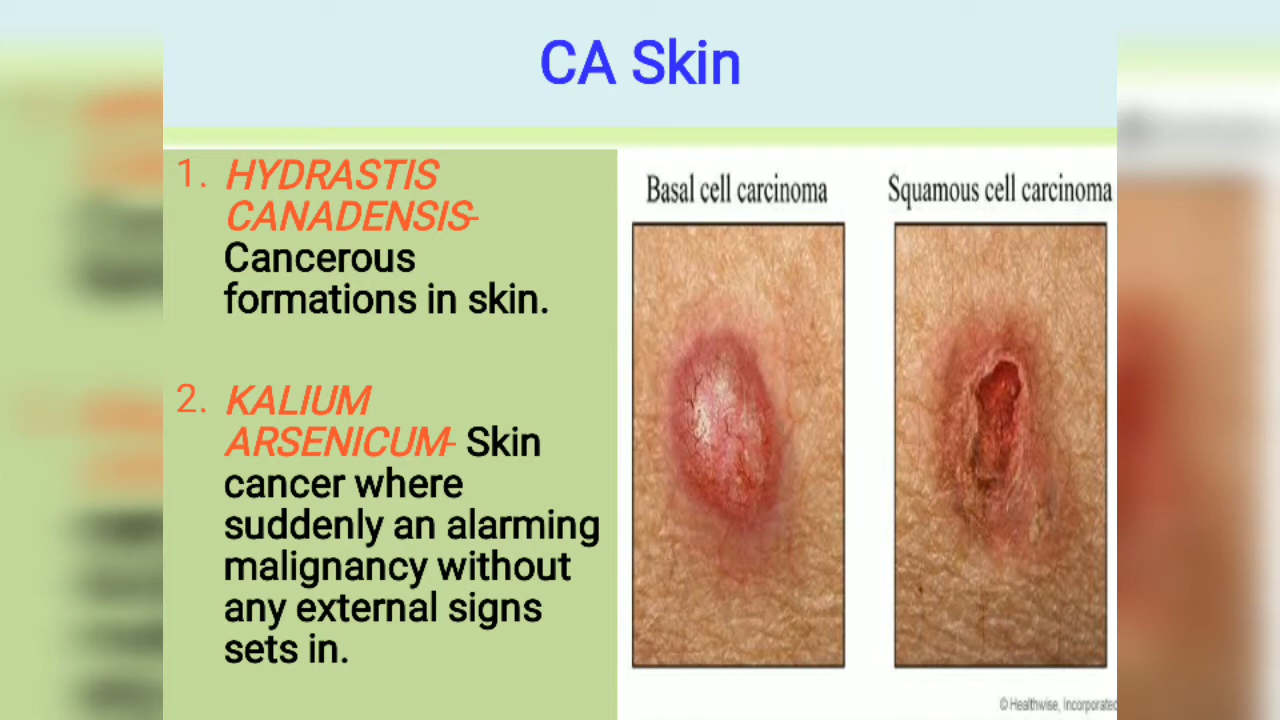 CA Skin
1. HYDRASTIS
CANADENSIS-
Cancerous
formations in skin.
2. KALIUM
ARSENICUM- Skin
cancer where
suddenly an alarming
malignancy without
any external signs
sets in.
Basal cell carcinoma
Squamous cell carcinoma
© Healthwise, Incorporated